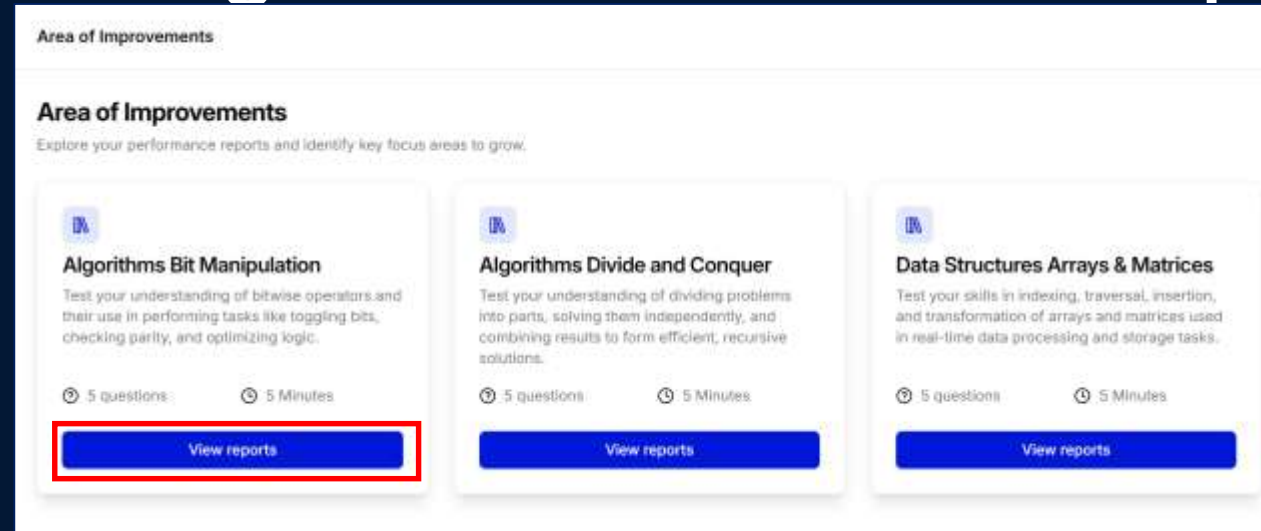 Area of Improvements
Area of Improvements
Explore your performance reports and identify key focus areas to grow.
Algorithms Bit Manipulation
Test your understanding of bitwise operators and
their use in performing tasks like toggling bits,
checking parity, and optimizing logic.
5 questions
5 Minutes
View reports
Algorithms Divide and Conquer
Test your understanding of dividing problems
into parts, solving them independently, and
combining results to form efficient, recursive
solutions.
5 questions
5 Minutes
View reports
Data Structures Arrays & Matrices
Test your skills in indexing, traversal, insertion,
and transformation of arrays and matrices used
in real-time data processing and storage tasks.
5 questions
5 Minutes
View reports